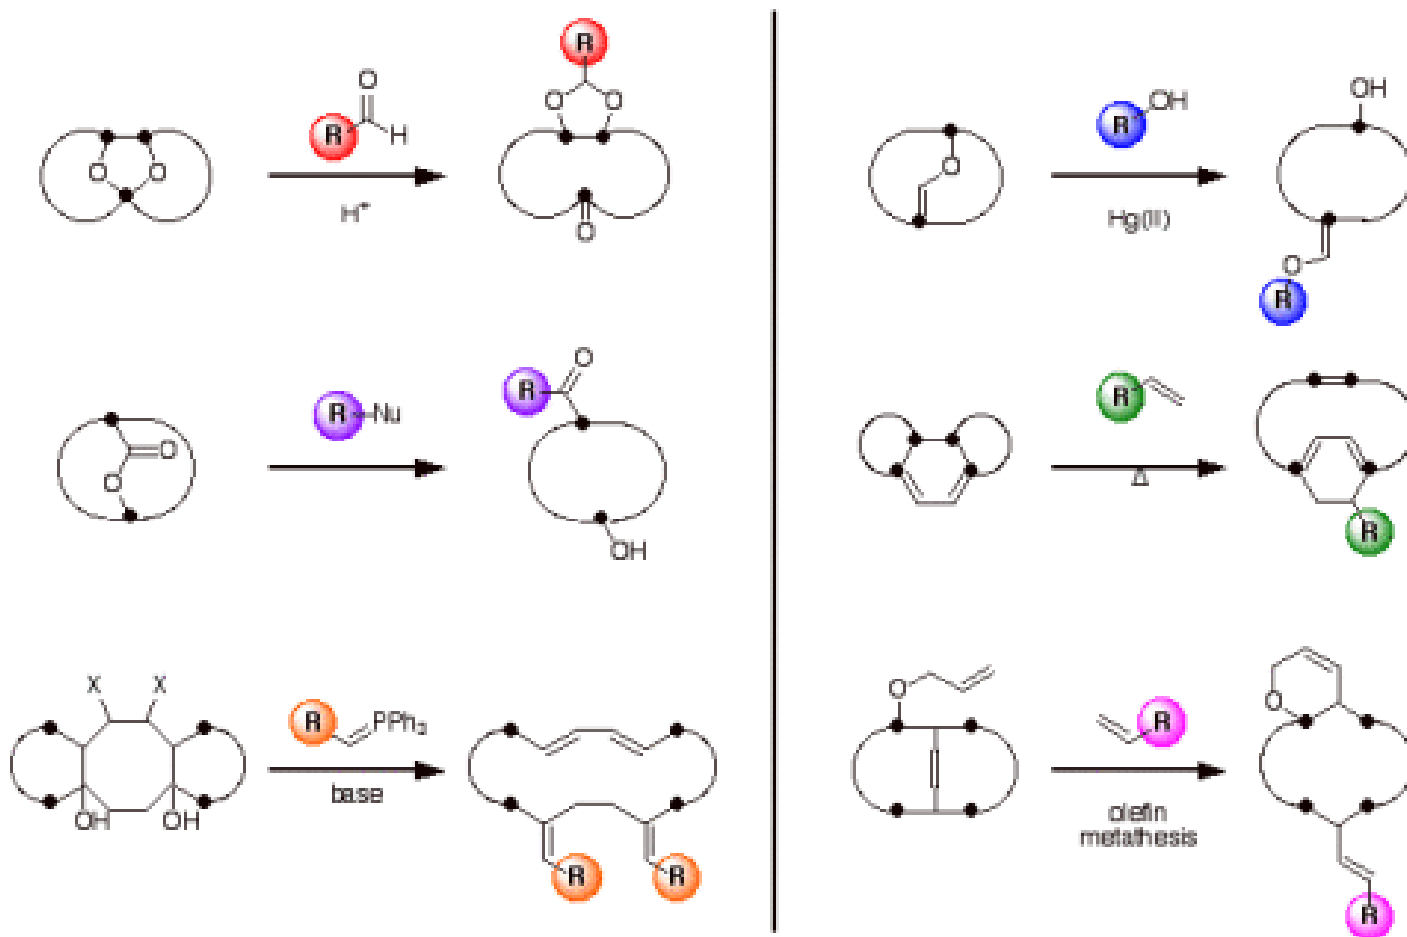 R
O
R
H
O
O
H+
O
O
O
R
OH
O
Hg(II)
OH
O
R
O
O
R-Nu
R
O
OH
R
Δ
R
X
X
OH
OH
R
PPh3
base
R
R
O
R
olefin
metathesis
O
R